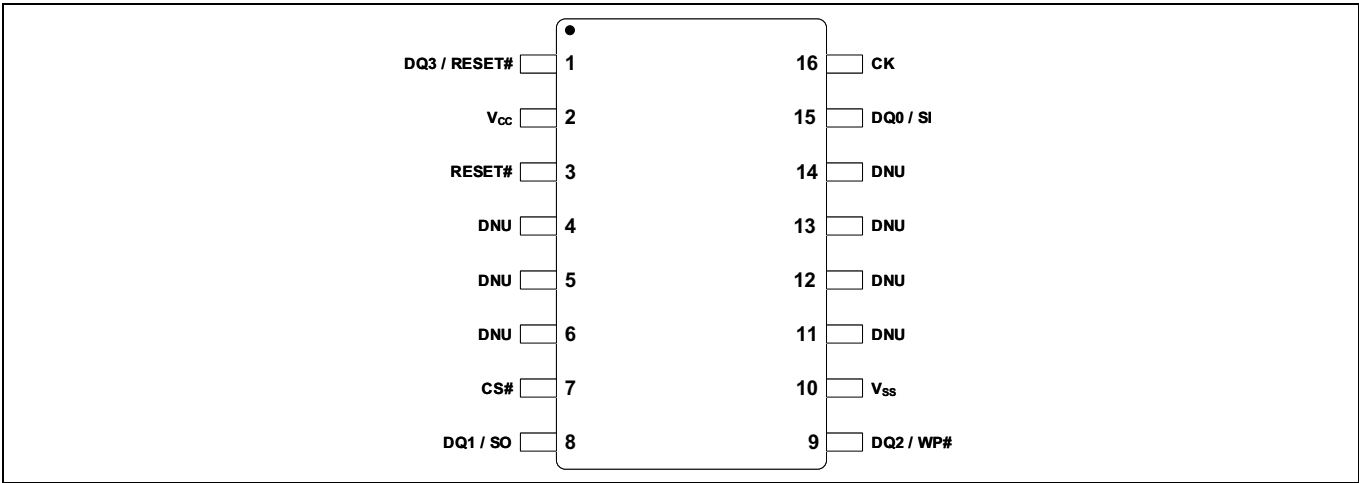 DQ3 / RESET# 1 16 CK
VCC 2 15 DQ0 / SI
RESET# 3 14 DNU
DNU 4 13 DNU
DNU 5 12 DNU
DNU 6 11 DNU
CS# 7 10 VSS
DQ1 / SO 8 9 DQ2 / WP#